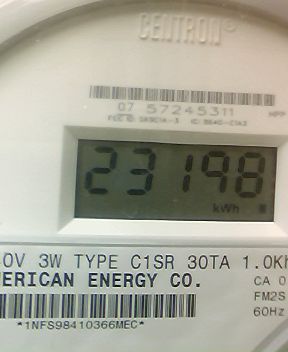 CENTRON®
07 57245311
23198
kWh
0V 3W TYPE C1SR 30TA 1.0Kh
ERICAN ENERGY CO.
CA 0
FM2S
60Hz
*1NFS98410366MEC*